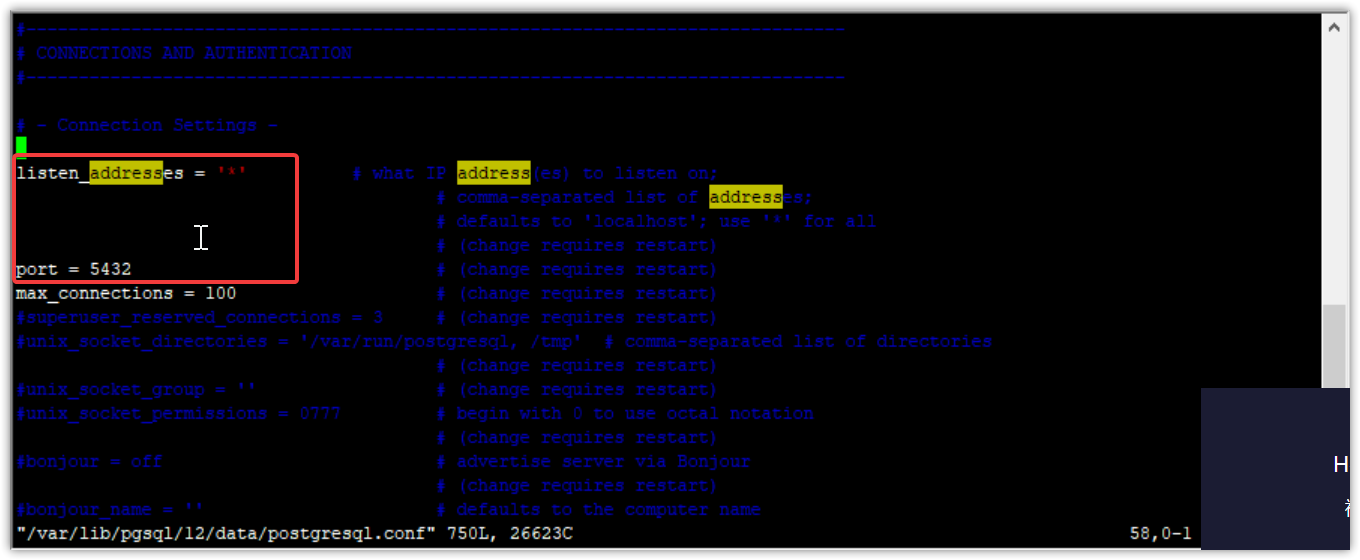 #------------------------------------------------------------------------------
# CONNECTIONS AND AUTHENTICATION
#------------------------------------------------------------------------------
# - Connection Settings -
listen_addresses = '*' # what IP address(es) to listen on;
# comma-separated list of addresses;
# defaults to 'localhost'; use '*' for all
# (change requires restart)
port = 5432 # (change requires restart)
max_connections = 100 # (change requires restart)
#superuser_reserved_connections = 3 # (change requires restart)
#unix_socket_directories = '/var/run/postgresql, /tmp' # comma-separated list of directories
# (change requires restart)
#unix_socket_group = '' # (change requires restart)
#unix_socket_permissions = 0777 # begin with 0 to use octal notation
# (change requires restart)
#bonjour = off # advertise server via Bonjour
# (change requires restart)
#bonjour_name = '' # defaults to the computer name
"/var/lib/pgsql/12/data/postgresql.conf" 750L, 26623C 58,0-1
H